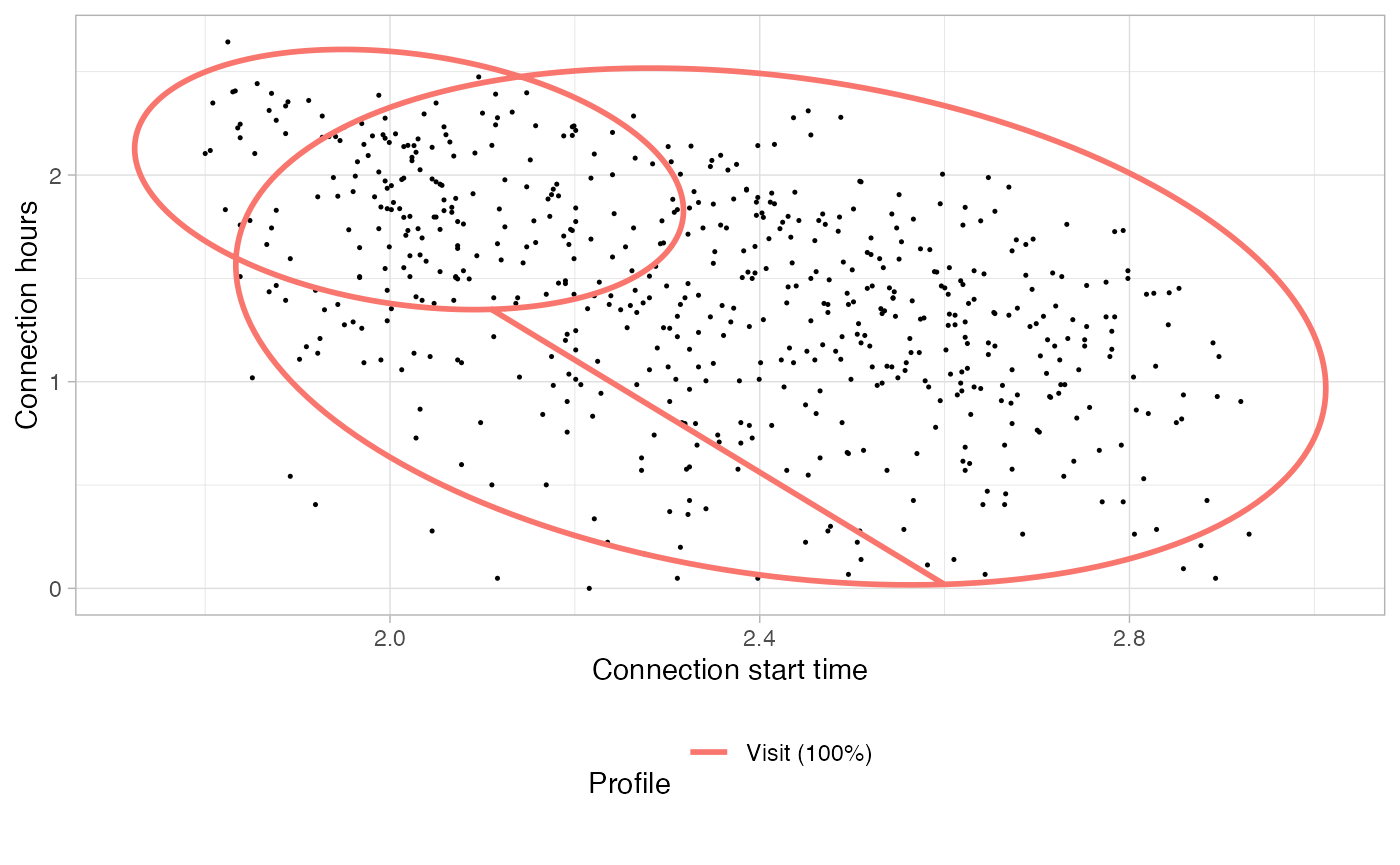 Connection hours
2
1
0
2.0 2.4 2.8
Connection start time
Visit (100%)
Profile